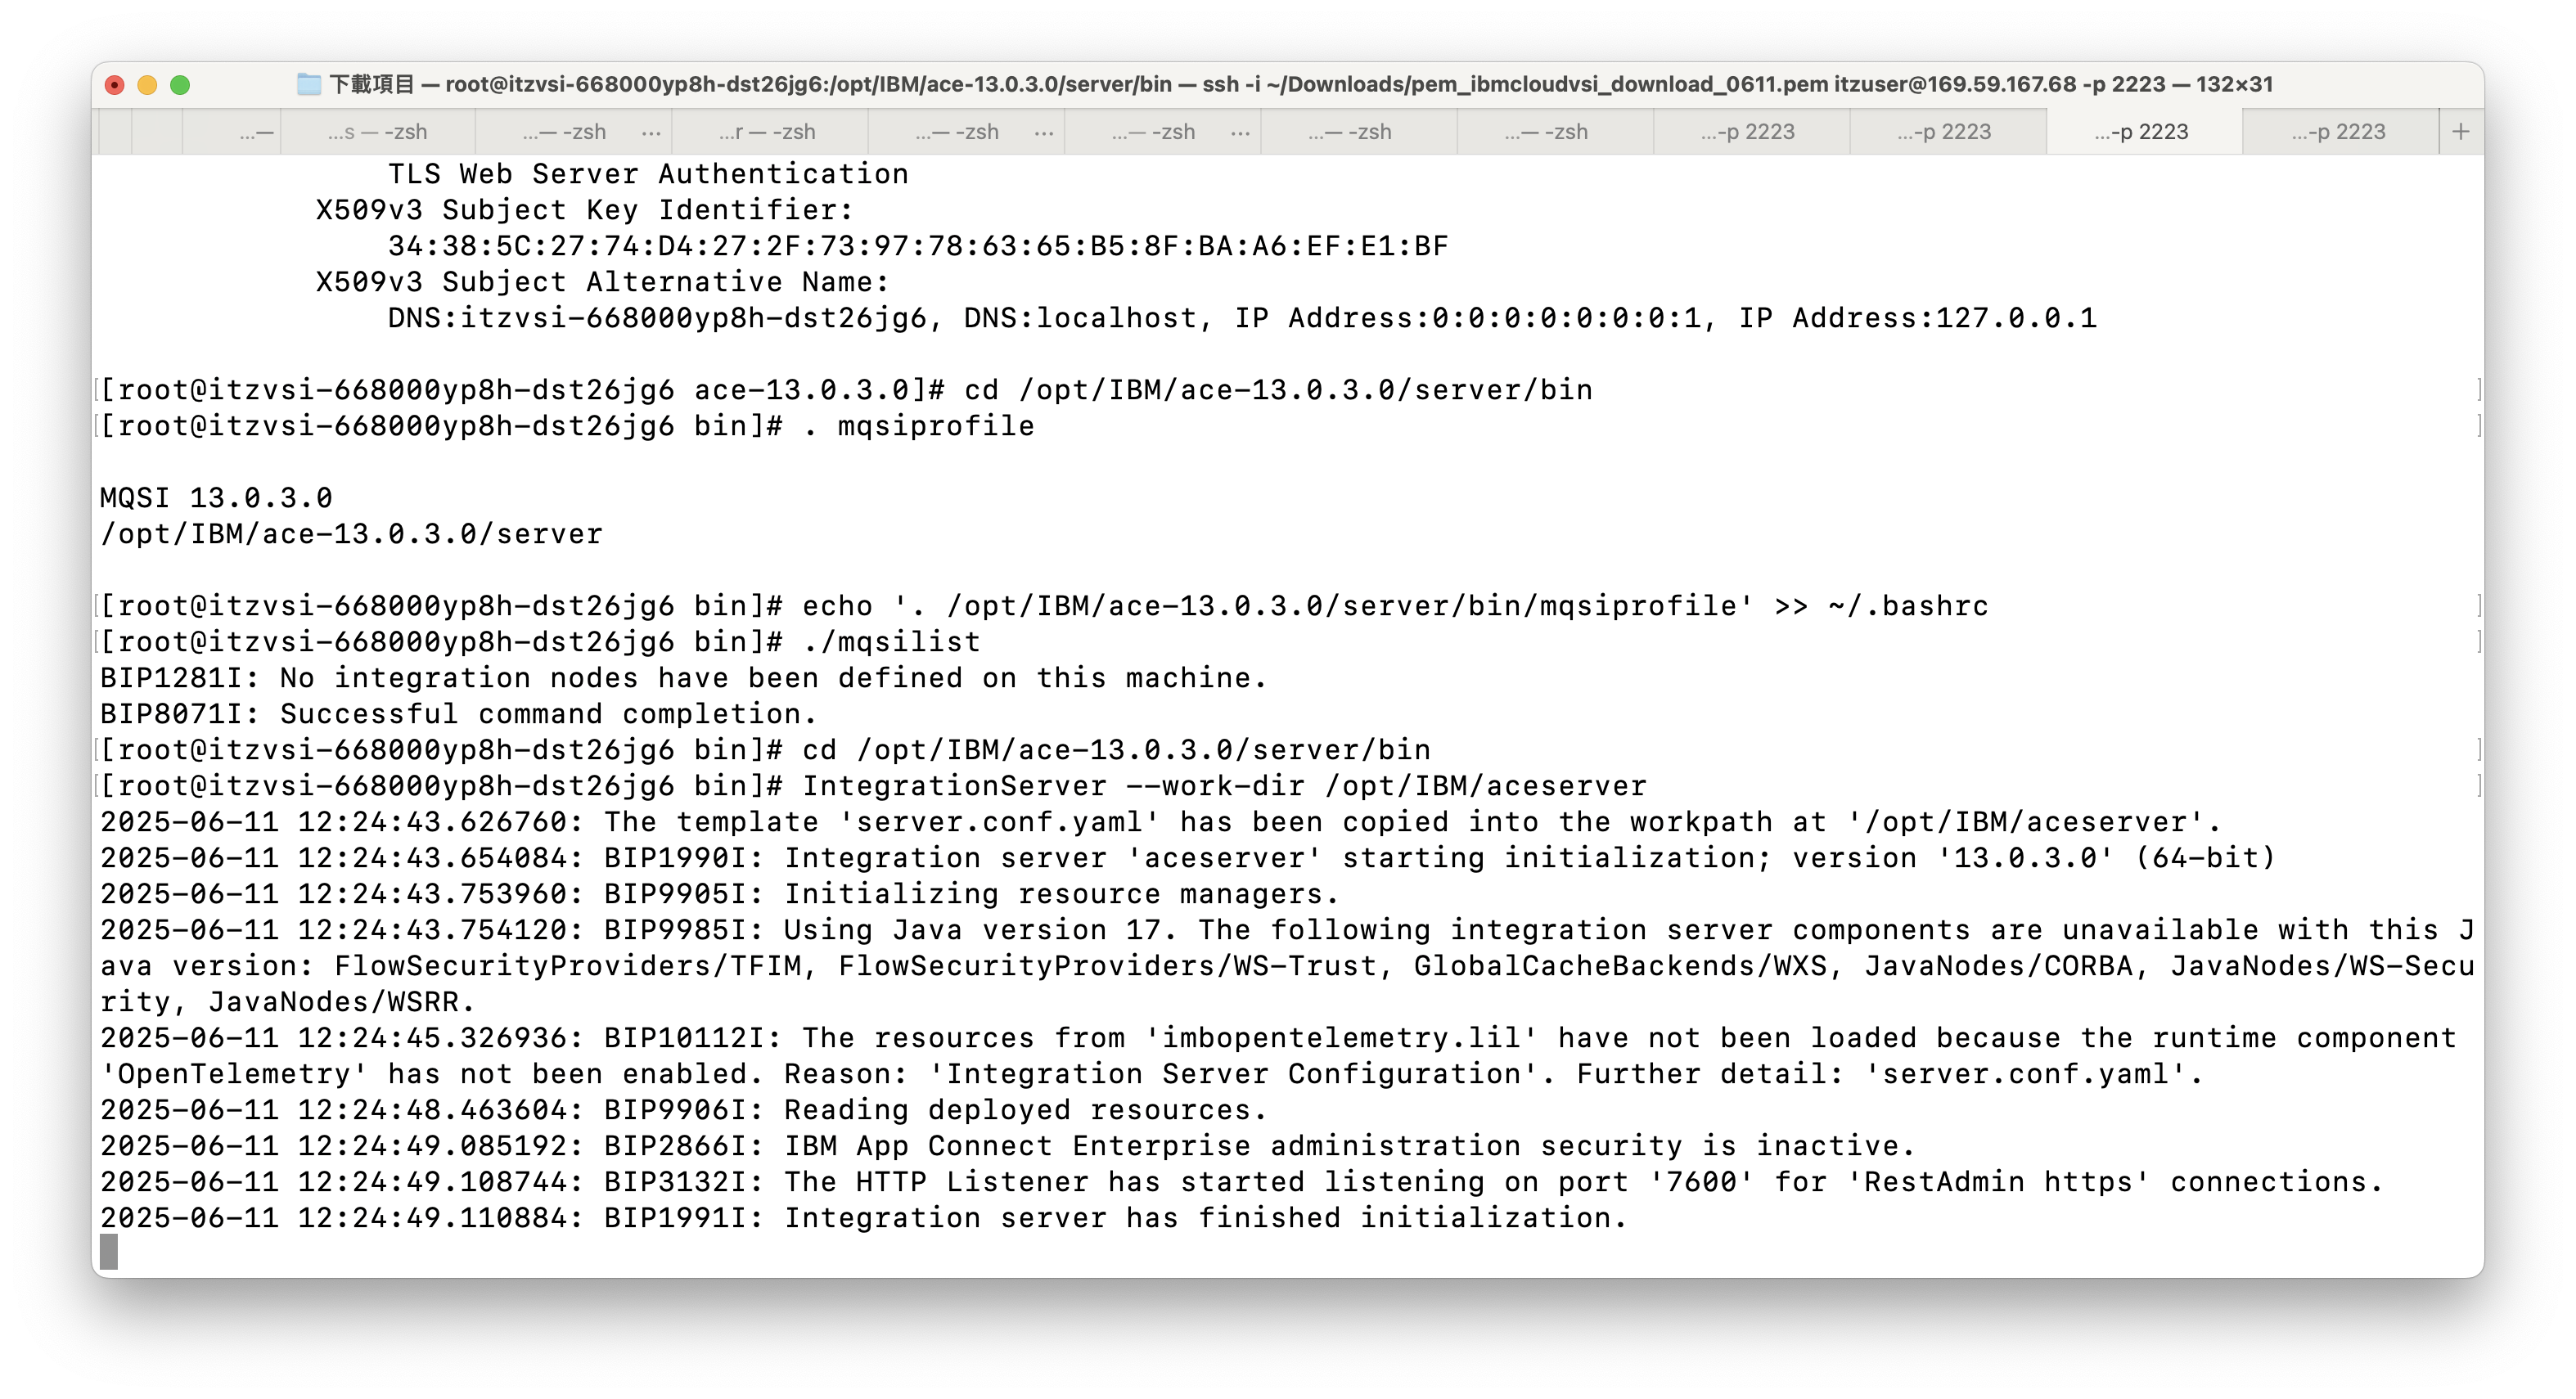 下載項目 — root@itzvsi-668000yp8h-dst26jg6:/opt/IBM/ace-13.0.3.0/server/bin — ssh -i ~/Downloads/pem_ibmcloudvsi_download_0611.pem itzuser@169.59.167.68 -p 2223 — 132×31
...— ...s — -zsh ...— -zsh ... ...r — -zsh ...— -zsh ... ...— -zsh ... ...— -zsh ...— -zsh ...-p 2223 ...-p 2223 ...-p 2223 ...-p 2223 +
TLS Web Server Authentication
X509v3 Subject Key Identifier:
34:38:5C:27:74:D4:27:2F:73:97:78:63:65:B5:8F:BA:A6:EF:E1:BF
X509v3 Subject Alternative Name:
DNS:itzvsi-668000yp8h-dst26jg6, DNS:localhost, IP Address:0:0:0:0:0:0:0:1, IP Address:127.0.0.1
[[root@itzvsi-668000yp8h-dst26jg6 ace-13.0.3.0]# cd /opt/IBM/ace-13.0.3.0/server/bin ]
[[root@itzvsi-668000yp8h-dst26jg6 bin]# . mqsiprofile ]
MQSI 13.0.3.0
/opt/IBM/ace-13.0.3.0/server
[[root@itzvsi-668000yp8h-dst26jg6 bin]# echo '. /opt/IBM/ace-13.0.3.0/server/bin/mqsiprofile' >> ~/.bashrc ]
[[root@itzvsi-668000yp8h-dst26jg6 bin]# ./mqsilist ]
BIP1281I: No integration nodes have been defined on this machine.
BIP8071I: Successful command completion.
[[root@itzvsi-668000yp8h-dst26jg6 bin]# cd /opt/IBM/ace-13.0.3.0/server/bin ]
[[root@itzvsi-668000yp8h-dst26jg6 bin]# IntegrationServer --work-dir /opt/IBM/aceserver ]
2025-06-11 12:24:43.626760: The template 'server.conf.yaml' has been copied into the workpath at '/opt/IBM/aceserver'.
2025-06-11 12:24:43.654084: BIP1990I: Integration server 'aceserver' starting initialization; version '13.0.3.0' (64-bit)
2025-06-11 12:24:43.753960: BIP9905I: Initializing resource managers.
2025-06-11 12:24:43.754120: BIP9985I: Using Java version 17. The following integration server components are unavailable with this J
ava version: FlowSecurityProviders/TFIM, FlowSecurityProviders/WS-Trust, GlobalCacheBackends/WXS, JavaNodes/CORBA, JavaNodes/WS-Secu
rity, JavaNodes/WSRR.
2025-06-11 12:24:45.326936: BIP10112I: The resources from 'imbopentelemetry.lil' have not been loaded because the runtime component
'OpenTelemetry' has not been enabled. Reason: 'Integration Server Configuration'. Further detail: 'server.conf.yaml'.
2025-06-11 12:24:48.463604: BIP9906I: Reading deployed resources.
2025-06-11 12:24:49.085192: BIP2866I: IBM App Connect Enterprise administration security is inactive.
2025-06-11 12:24:49.108744: BIP3132I: The HTTP Listener has started listening on port '7600' for 'RestAdmin https' connections.
2025-06-11 12:24:49.110884: BIP1991I: Integration server has finished initialization.